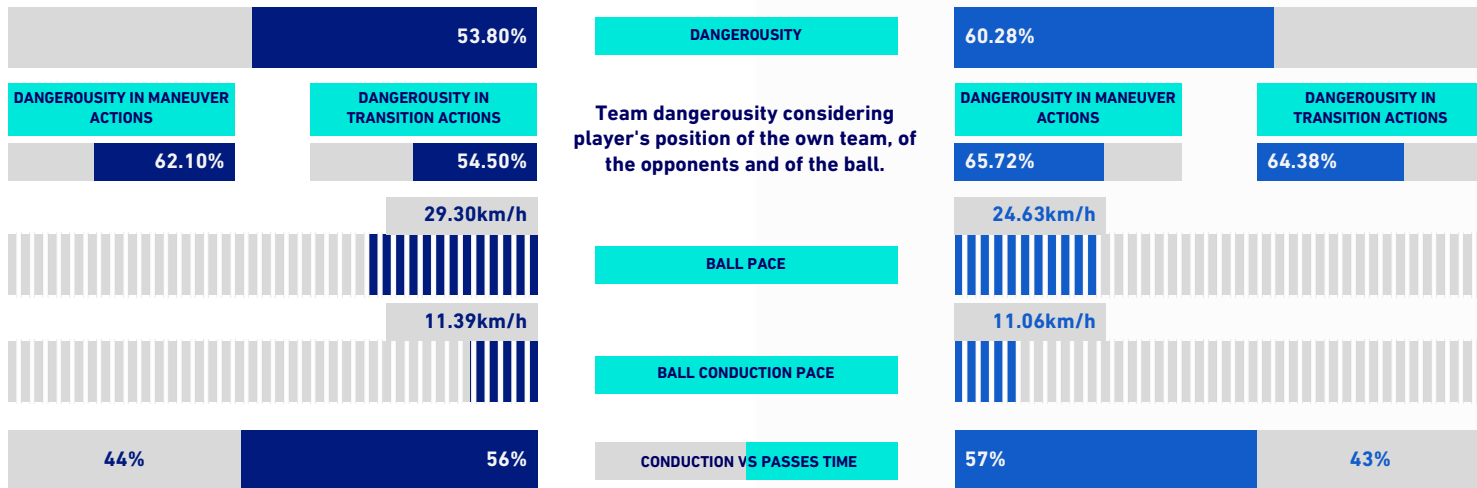 53.80%
DANGEROUSITY
60.28%
DANGEROUSITY IN MANEUVER
ACTIONS
DANGEROUSITY IN
TRANSITION ACTIONS
Team dangerousity considering
player's position of the own team, of
the opponents and of the ball.
DANGEROUSITY IN MANEUVER
ACTIONS
DANGEROUSITY IN
TRANSITION ACTIONS
62.10%
54.50%
65.72%
64.38%
29.30km/h
24.63km/h
BALL PACE
11.39km/h
11.06km/h
BALL CONDUCTION PACE
44%
56%
CONDUCTION VS PASSES TIME
57%
43%